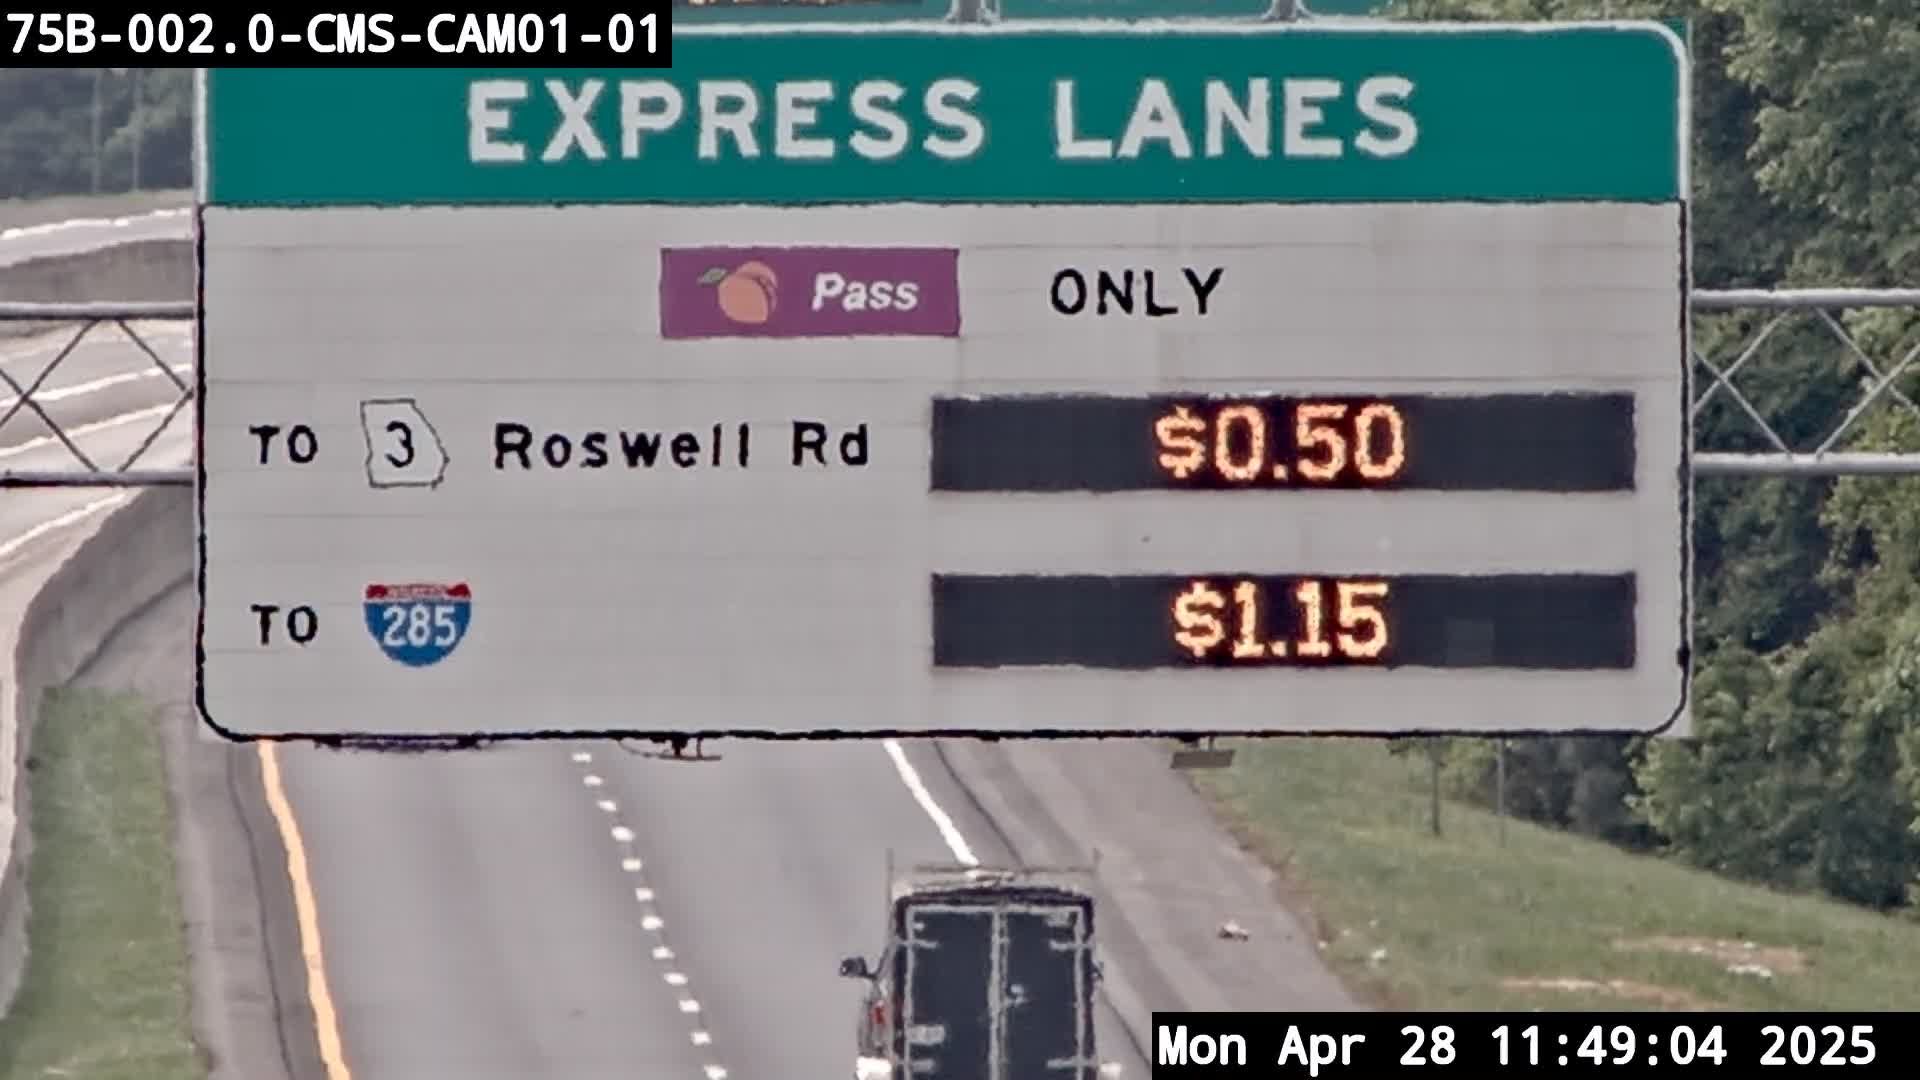 75B-002.0-CMS-CAM01-01
EXPRESS LANES
Pass ONLY
TO 3 Roswell Rd $0.50
TO 285 $1.15
Mon Apr 28 11:49:04 2025